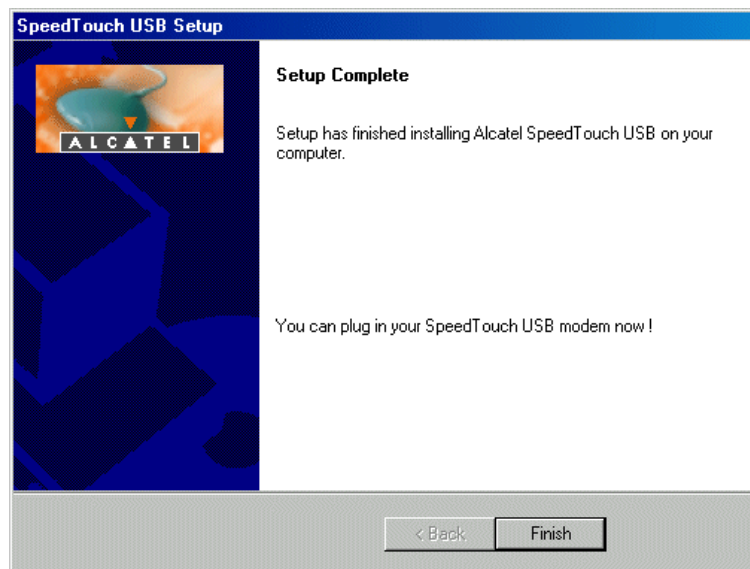 SpeedTouch USB Setup
ALCATEL
Setup Complete
Setup has finished installing Alcatel SpeedTouch USB on your
computer.
You can plug in your SpeedTouch USB modem now !
< Back
Finish